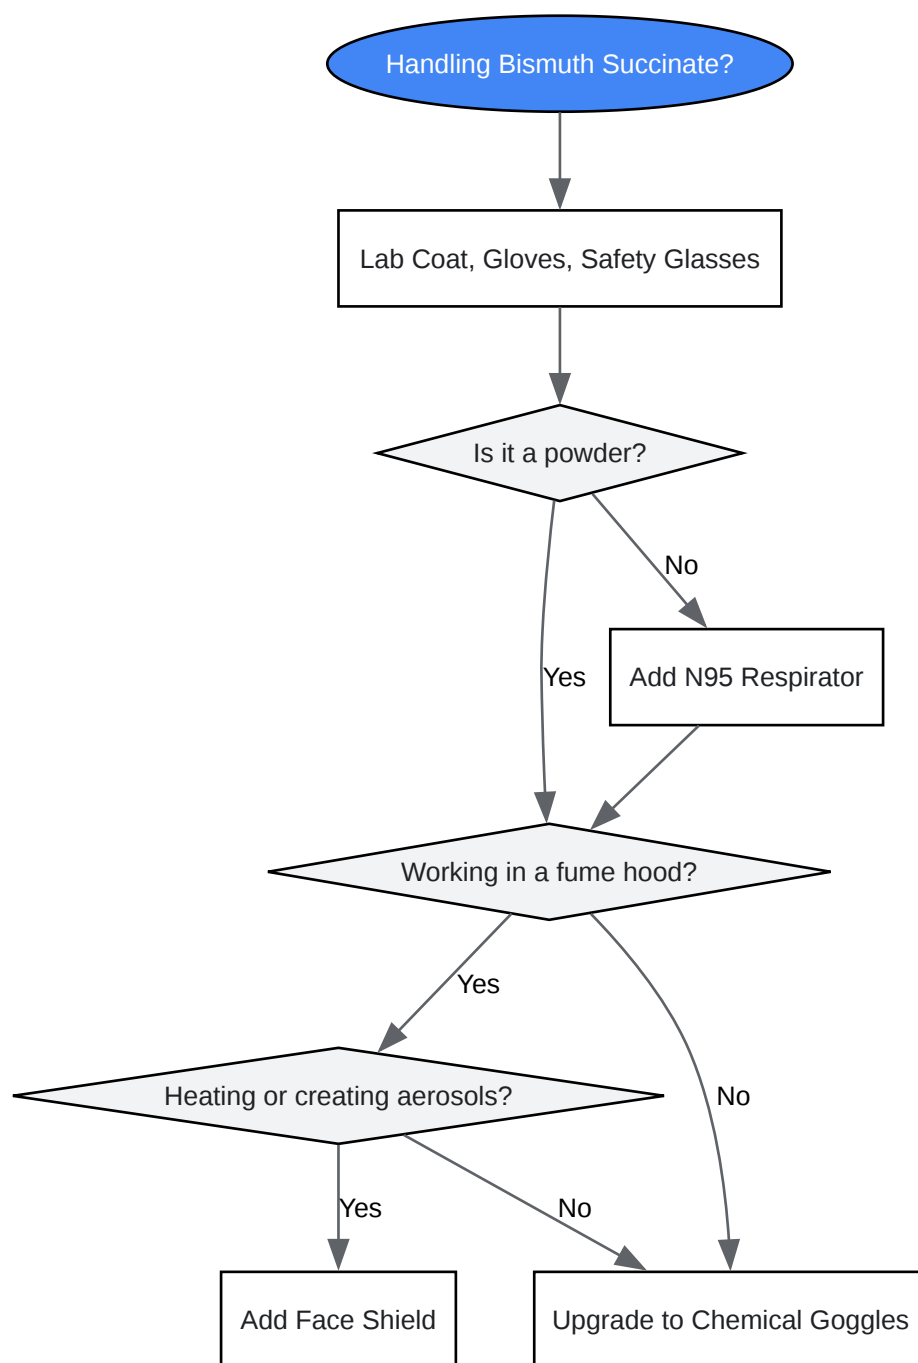 Handling Bismuth Succinate?
Lab Coat, Gloves, Safety Glasses
Is it a powder?
No
Yes
Add N95 Respirator
Working in a fume hood?
Yes
Heating or creating aerosols?
No
Yes
No
Add Face Shield
Upgrade to Chemical Goggles